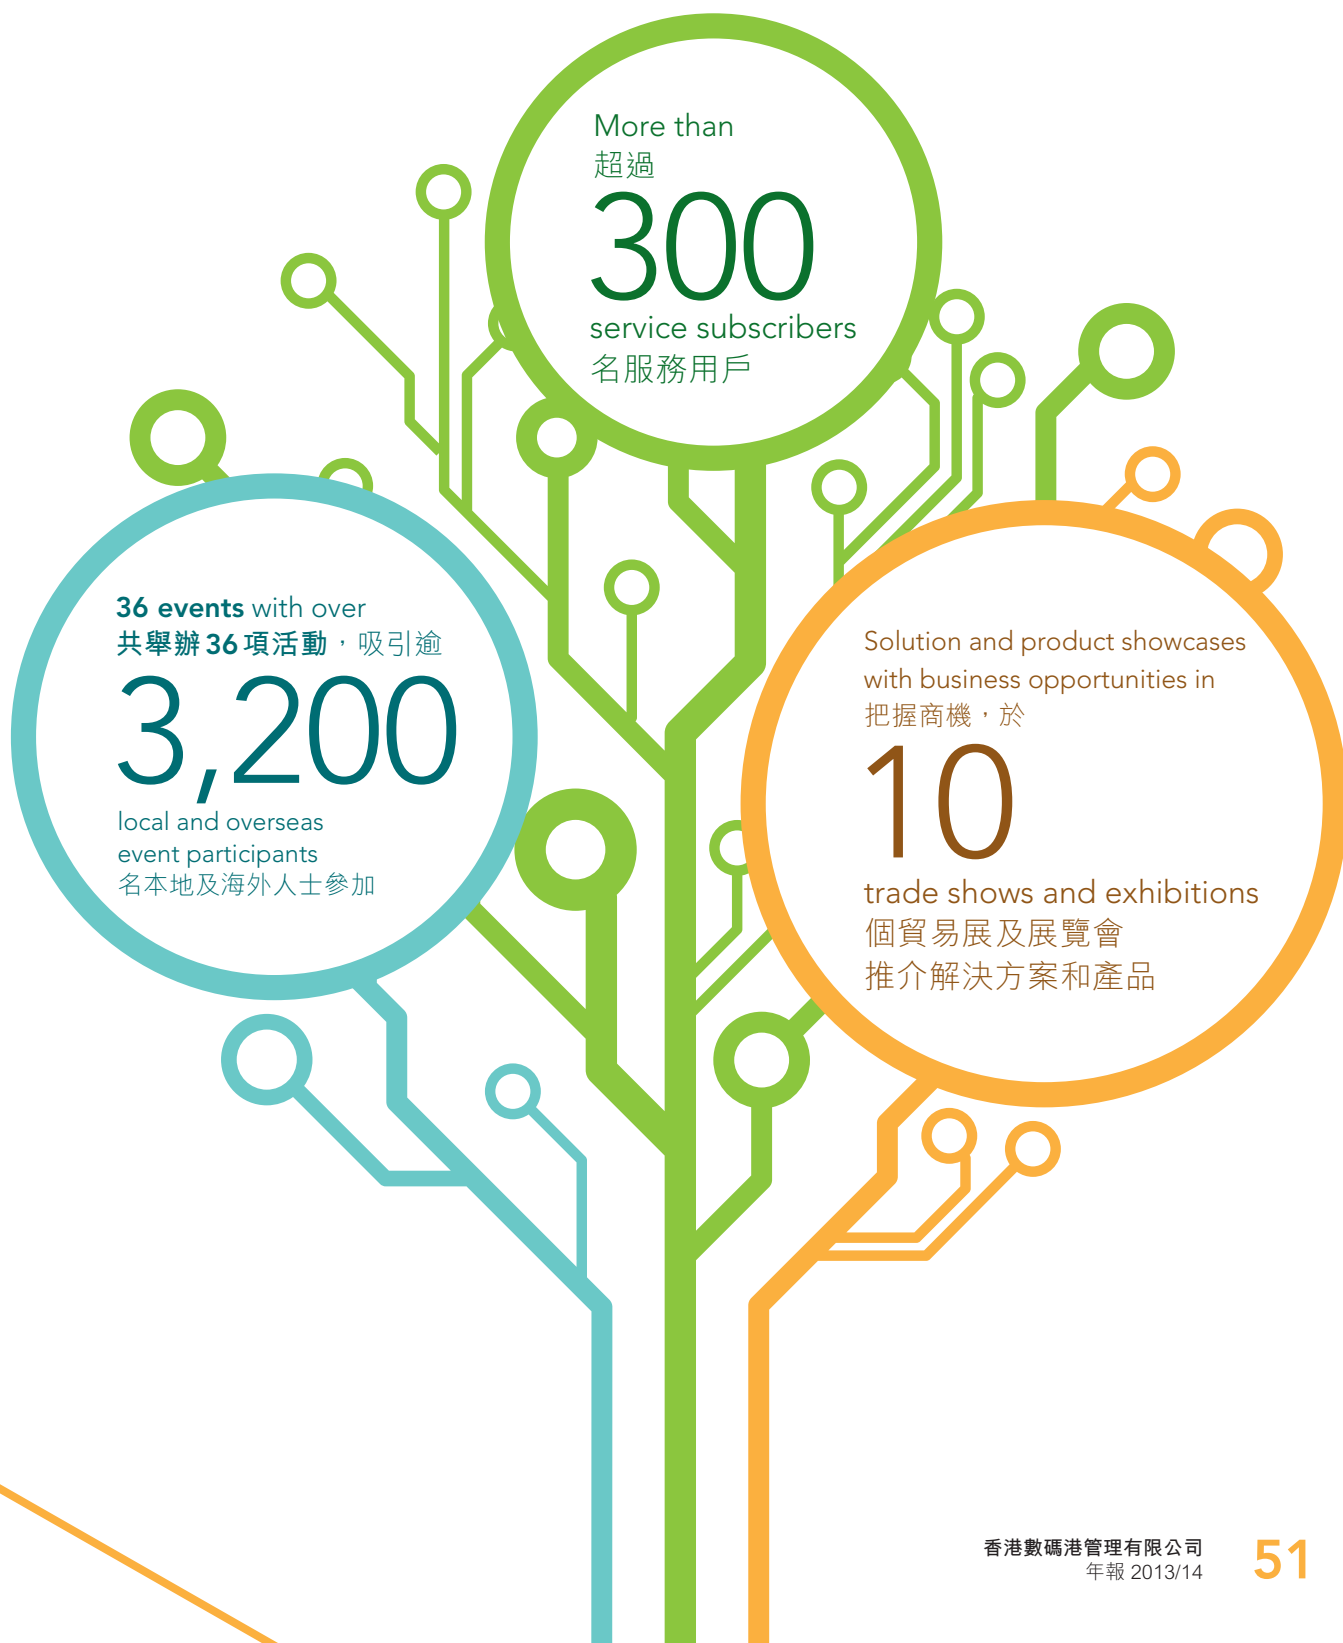 More than
超過
300
service subscribers
名服務用戶
36 events with over
共舉辦36項活動，吸引逾
3,200
local and overseas
event participants
名本地及海外人士參加
Solution and product showcases
with business opportunities in
把握商機，於
10
trade shows and exhibitions
個貿易展及展覽會
推介解決方案和產品
香港數碼港管理有限公司
年報 2013/14
51